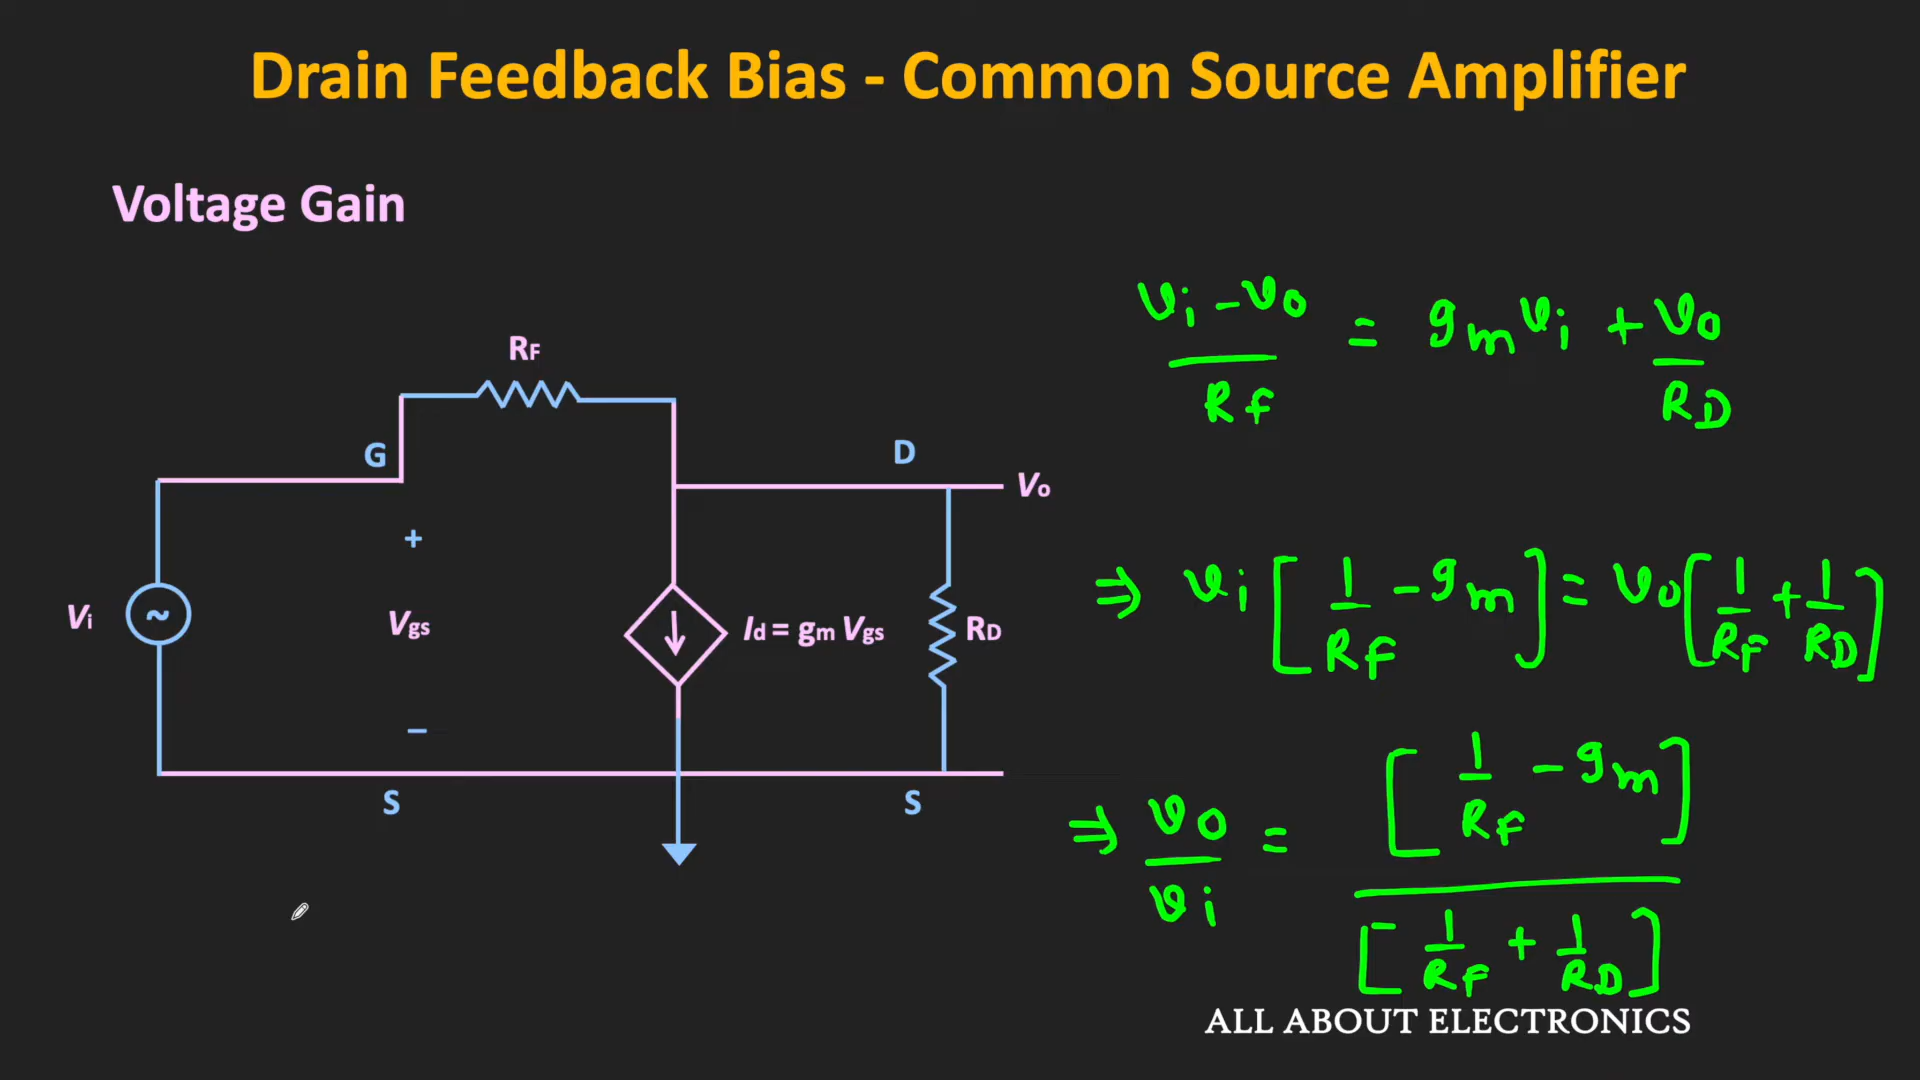 Drain Feedback Bias - Common Source Amplifier
Voltage Gain
RF
G
D
Vo
+
Vi
Vgs
Id = gm Vgs
RD
−
S
S
vi - vo / Rf = gm vi + vo / RD
⇒ vi [ 1/RF - gm ] = vo [ 1/RF + 1/RD ]
⇒ vo / vi = [ 1/RF - gm ] / [ 1/RF + 1/RD ]
ALL ABOUT ELECTRONICS